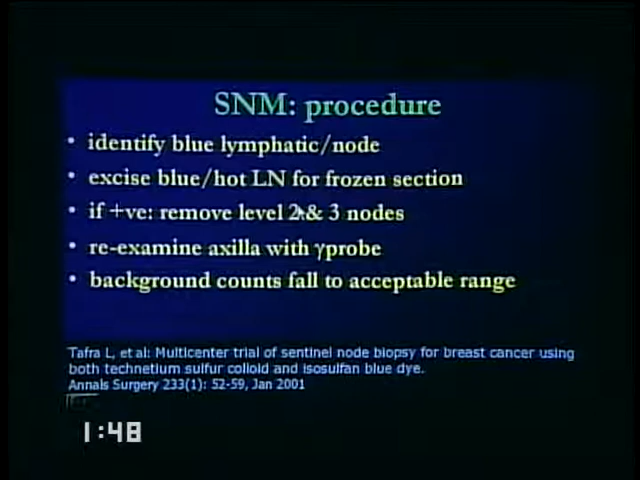 SNM: procedure
• identify blue lymphatic/node
• excise blue/hot LN for frozen section
• if +ve: remove level 2 & 3 nodes
• re-examine axilla with γprobe
• background counts fall to acceptable range
Tafra L, et al: Multicenter trial of sentinel node biopsy for breast cancer using
both technetium sulfur colloid and isosulfan blue dye.
Annals Surgery 233(1): 52-59, Jan 2001
1:48